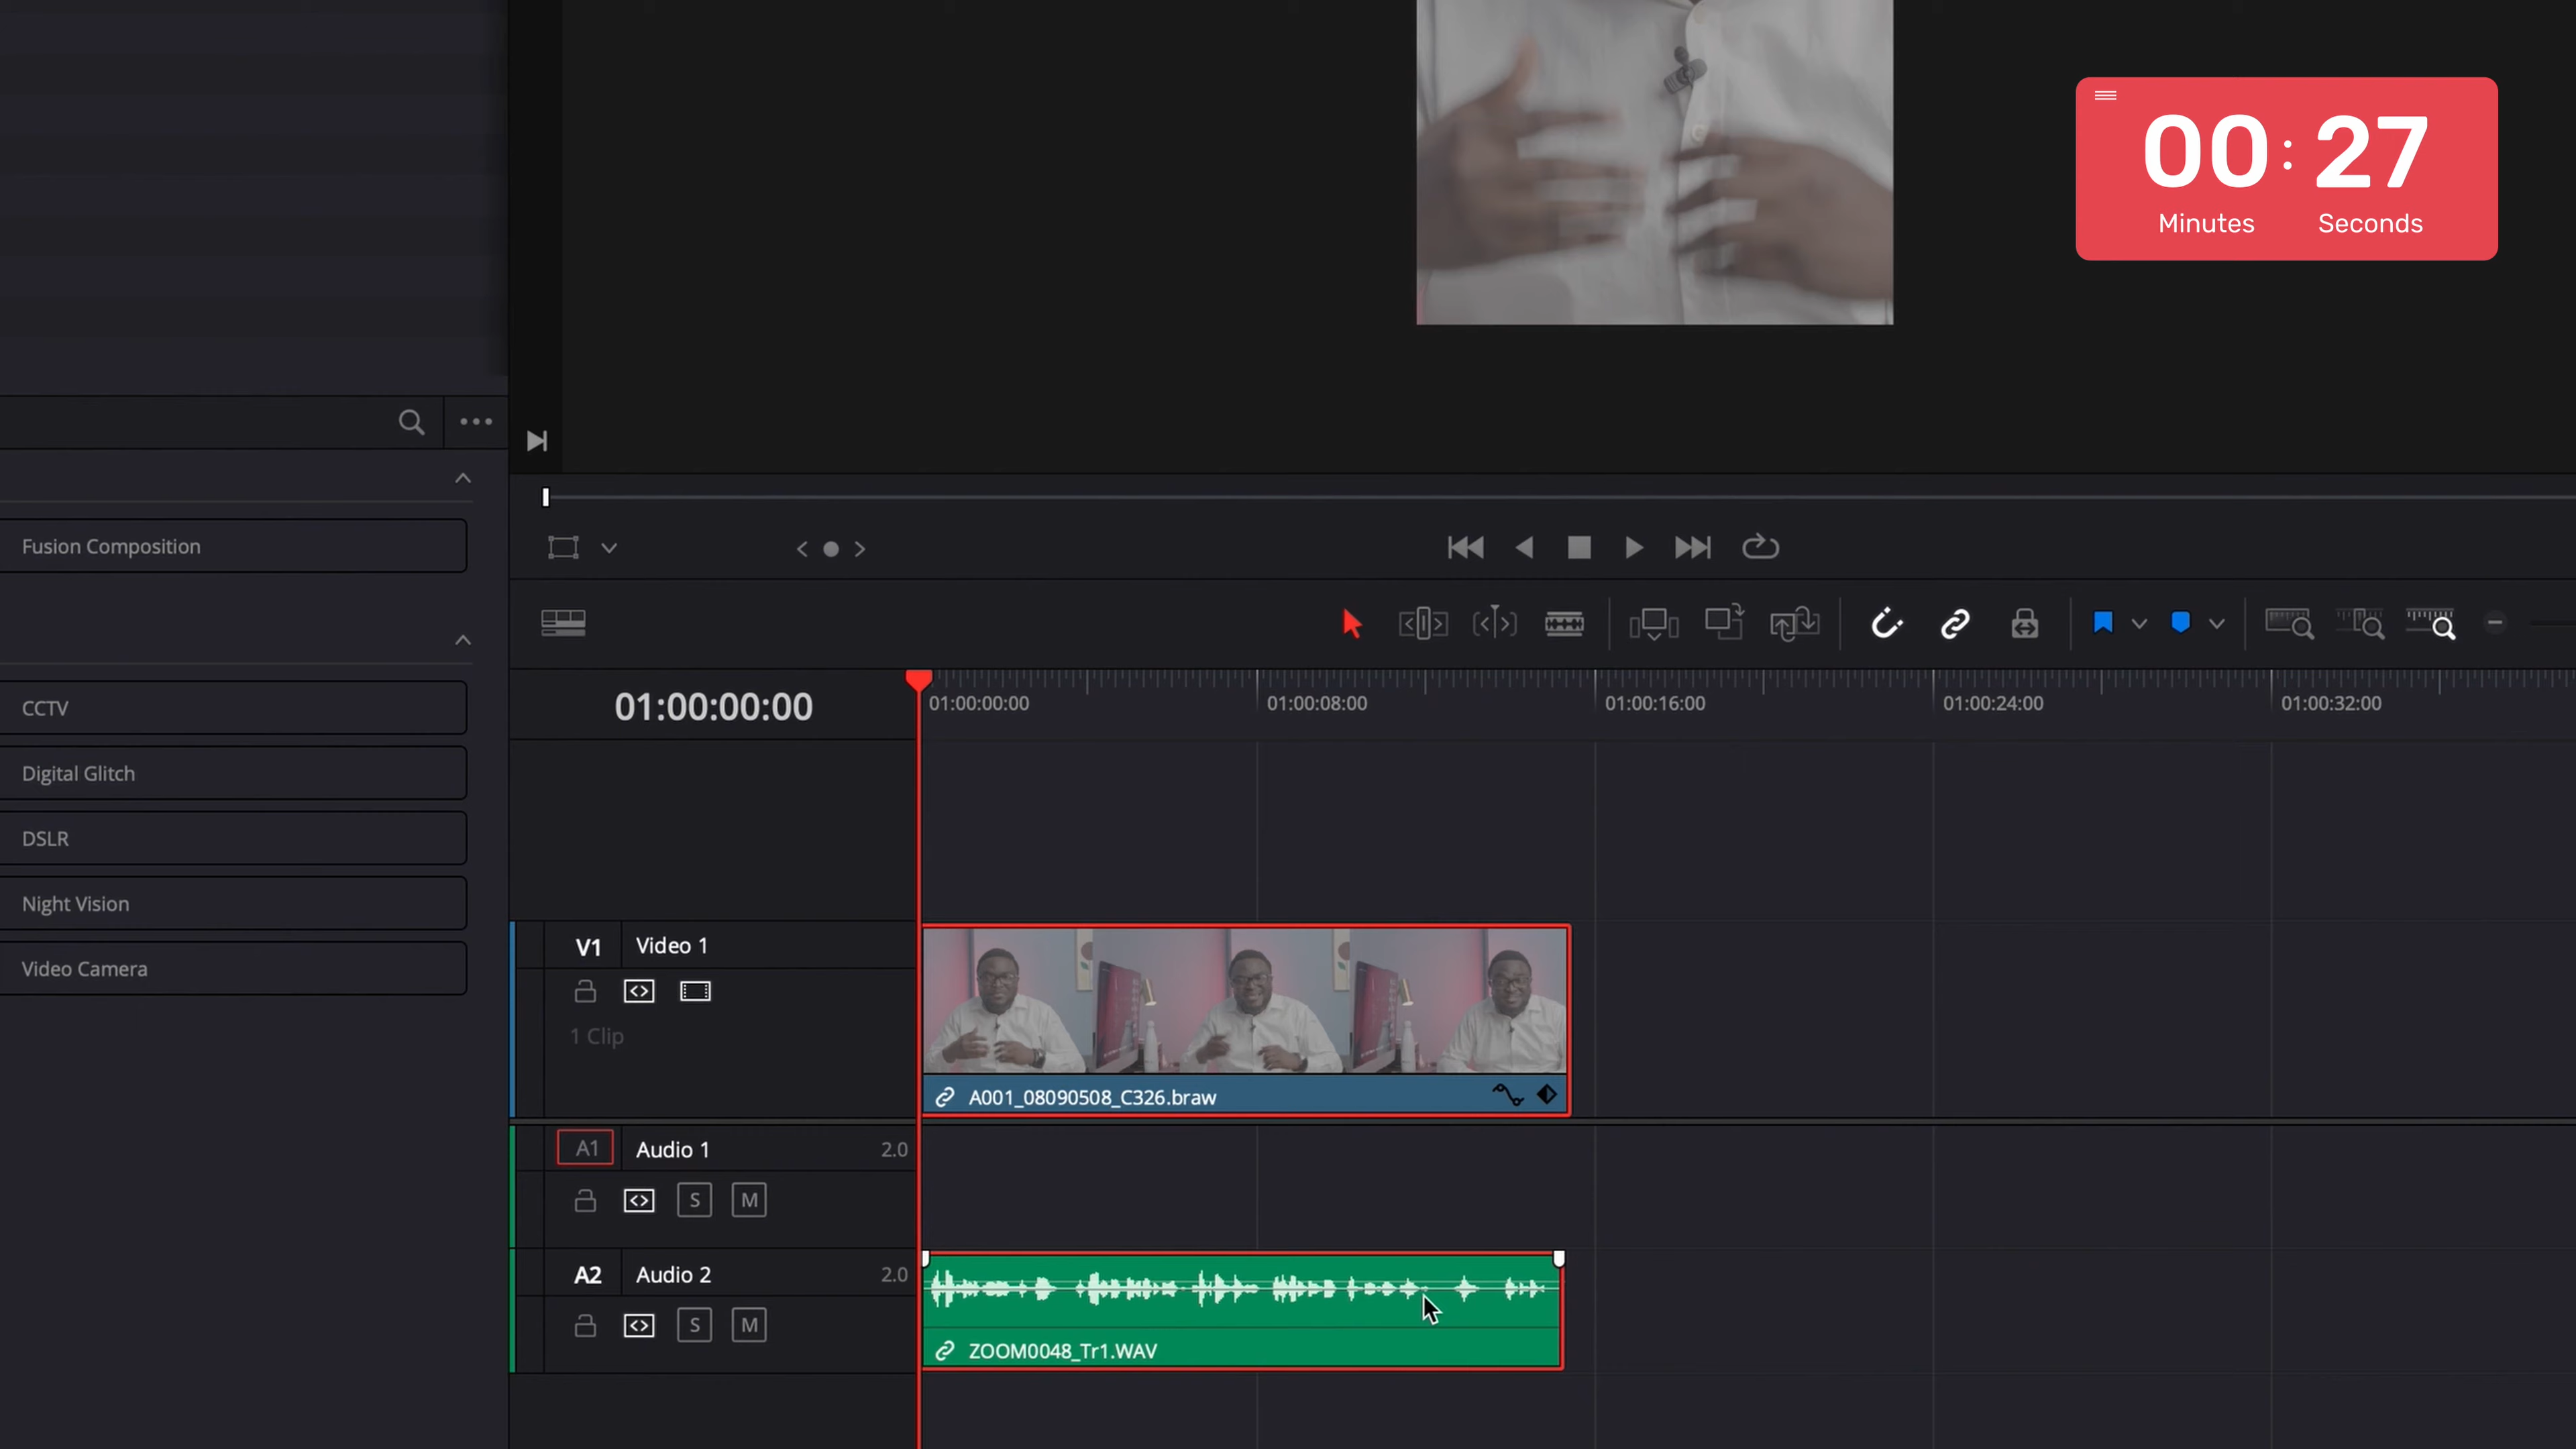 00 : 27
Minutes Seconds
Fusion Composition
CCTV
Digital Glitch
DSLR
Night Vision
Video Camera
01:00:00:00
01:00:00:00 01:00:08:00 01:00:16:00 01:00:24:00 01:00:32:00
V1 Video 1
1 Clip
A001_08090508_C326.braw
A1 Audio 1 2.0
S M
A2 Audio 2 2.0
S M
ZOOM0048_Tr1.WAV